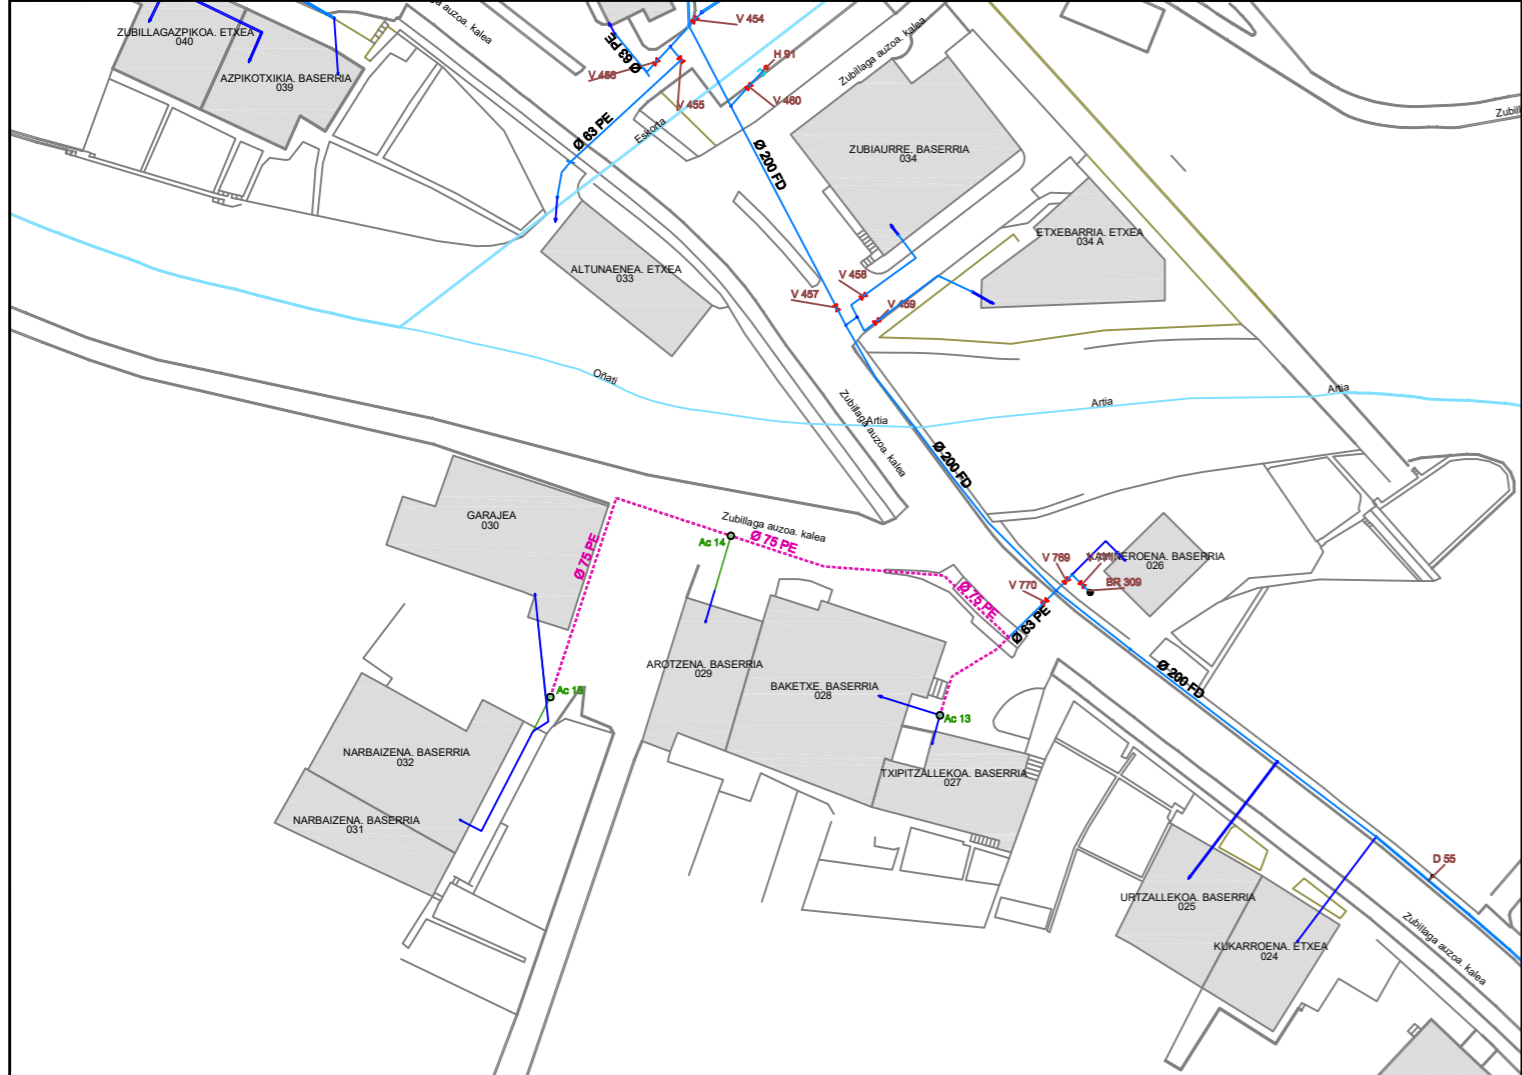 ZUBILLAGAZPIKOA. ETXEA
040
AZPIKOTXIKIA. BASERRIA
039
auzoa. kalea
Ø 63 PE
V 454
H 91
V 455
V 460
Zubillaga auzoa. kalea
Ø 63 PE
Eskorta
Ø 200 FD
ZUBIAURRE. BASERRIA
034
ETXEBARRIA. ETXEA
034 A
ALTUNAENEA. ETXEA
033
V 458
V 457
V 459
Oñati
Zubillaga auzoa. kalea
Artia
Artia
Artia
Ø 200 FD
GARAJEA
030
Zubillaga auzoa. kalea
Ac 14
Ø 75 PE
Ø 75 PE
Ø 75 PE
V 769
KAMINEROENA. BASERRIA
026
V 770
BR 309
Ø 63 PE
Ø 200 FD
AROTZENA. BASERRIA
029
BAKETXE. BASERRIA
028
Ac 15
Ac 13
NARBAIZENA. BASERRIA
032
TXIPITZALLEKOA. BASERRIA
027
NARBAIZENA. BASERRIA
031
D 55
URTZALLEKOA. BASERRIA
025
KUKARROENA. ETXEA
024
Zubillaga auzoa. kalea